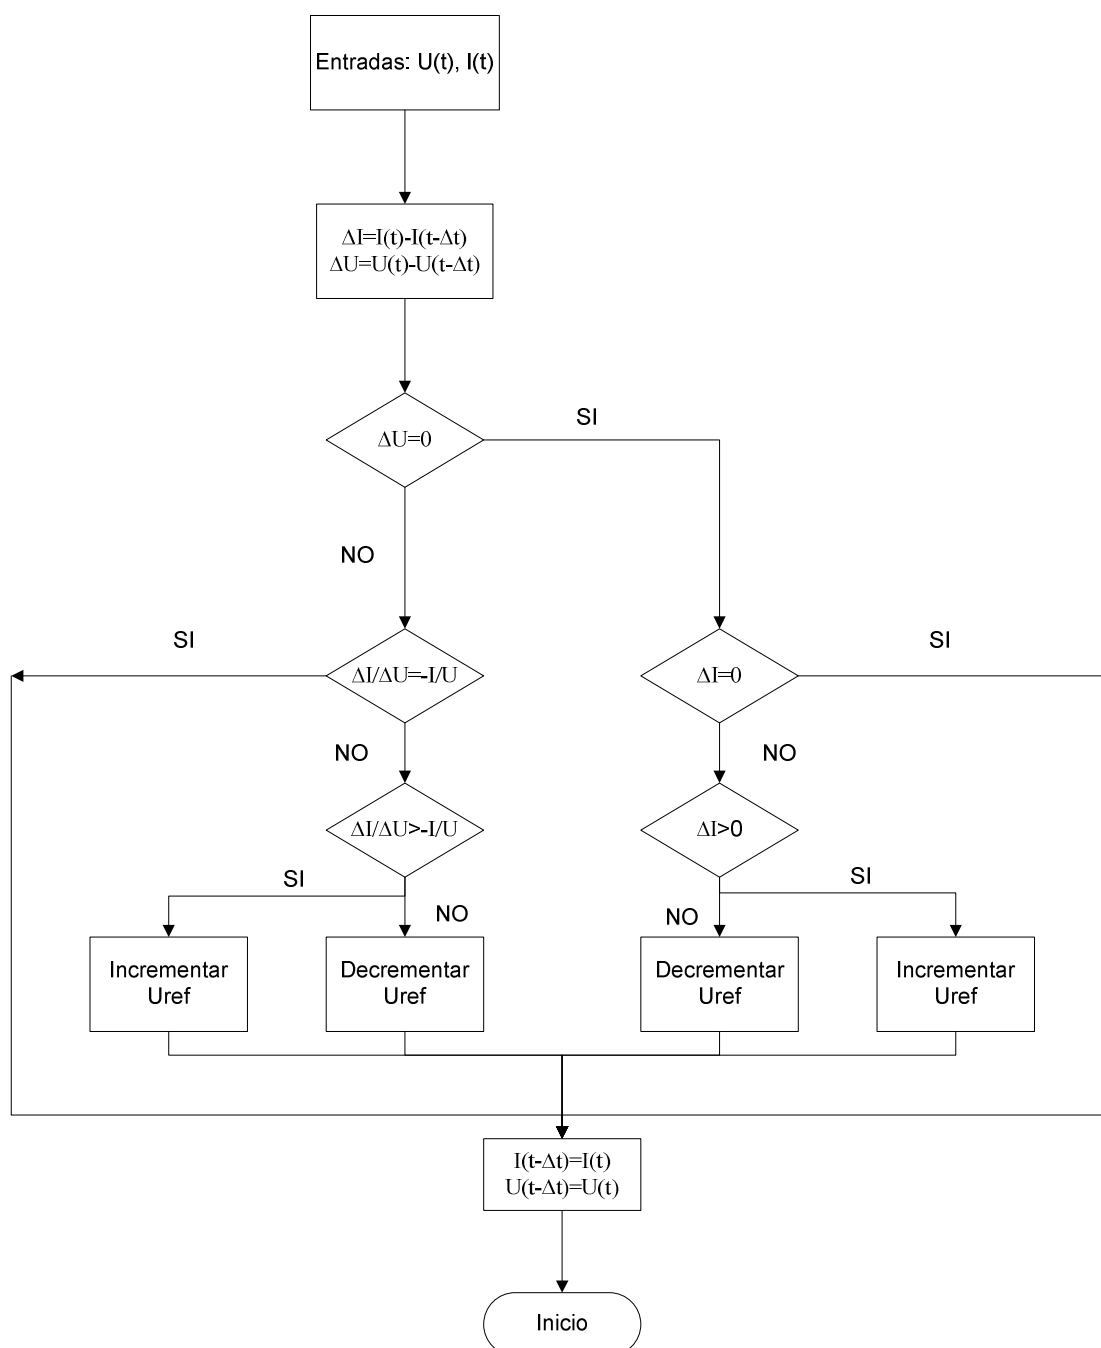 Entradas: U(t), I(t)
ΔI=I(t)-I(t-Δt)
ΔU=U(t)-U(t-Δt)
SI
ΔU=0
NO
SI
SI
ΔI/ΔU=-I/U
ΔI=0
NO
NO
ΔI/ΔU>-I/U
ΔI>0
SI
SI
NO
NO
Incrementar
Uref
Decrementar
Uref
Decrementar
Uref
Incrementar
Uref
I(t-Δt)=I(t)
U(t-Δt)=U(t)
Inicio